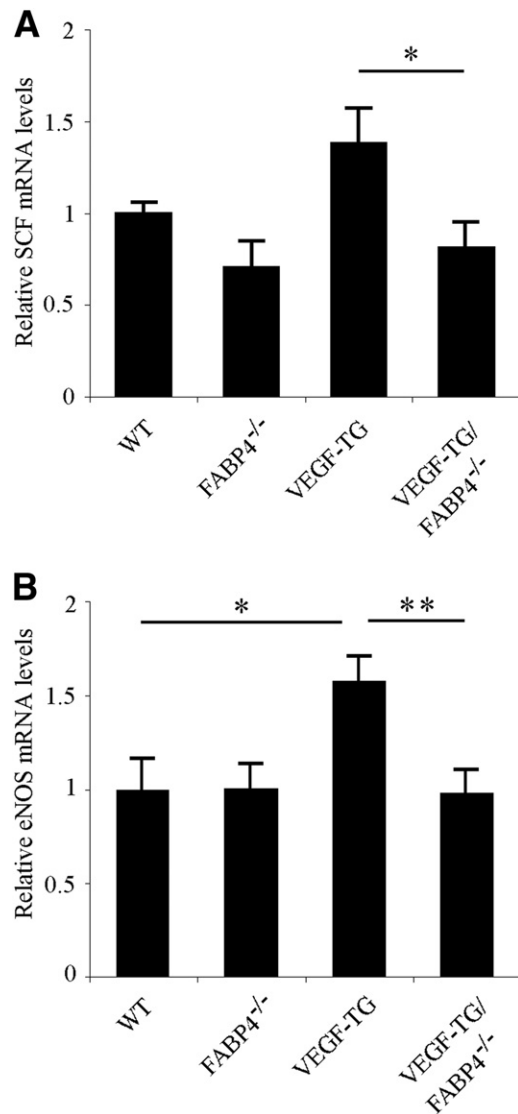 A
Relative SCF mRNA levels
2
1.5
1
0.5
0
*
WT
FABP4-/-
VEGF-TG
VEGF-TG/
FABP4-/-
B
Relative eNOS mRNA levels
2
1.5
1
0.5
0
*
**
WT
FABP4-/-
VEGF-TG
VEGF-TG/
FABP4-/-